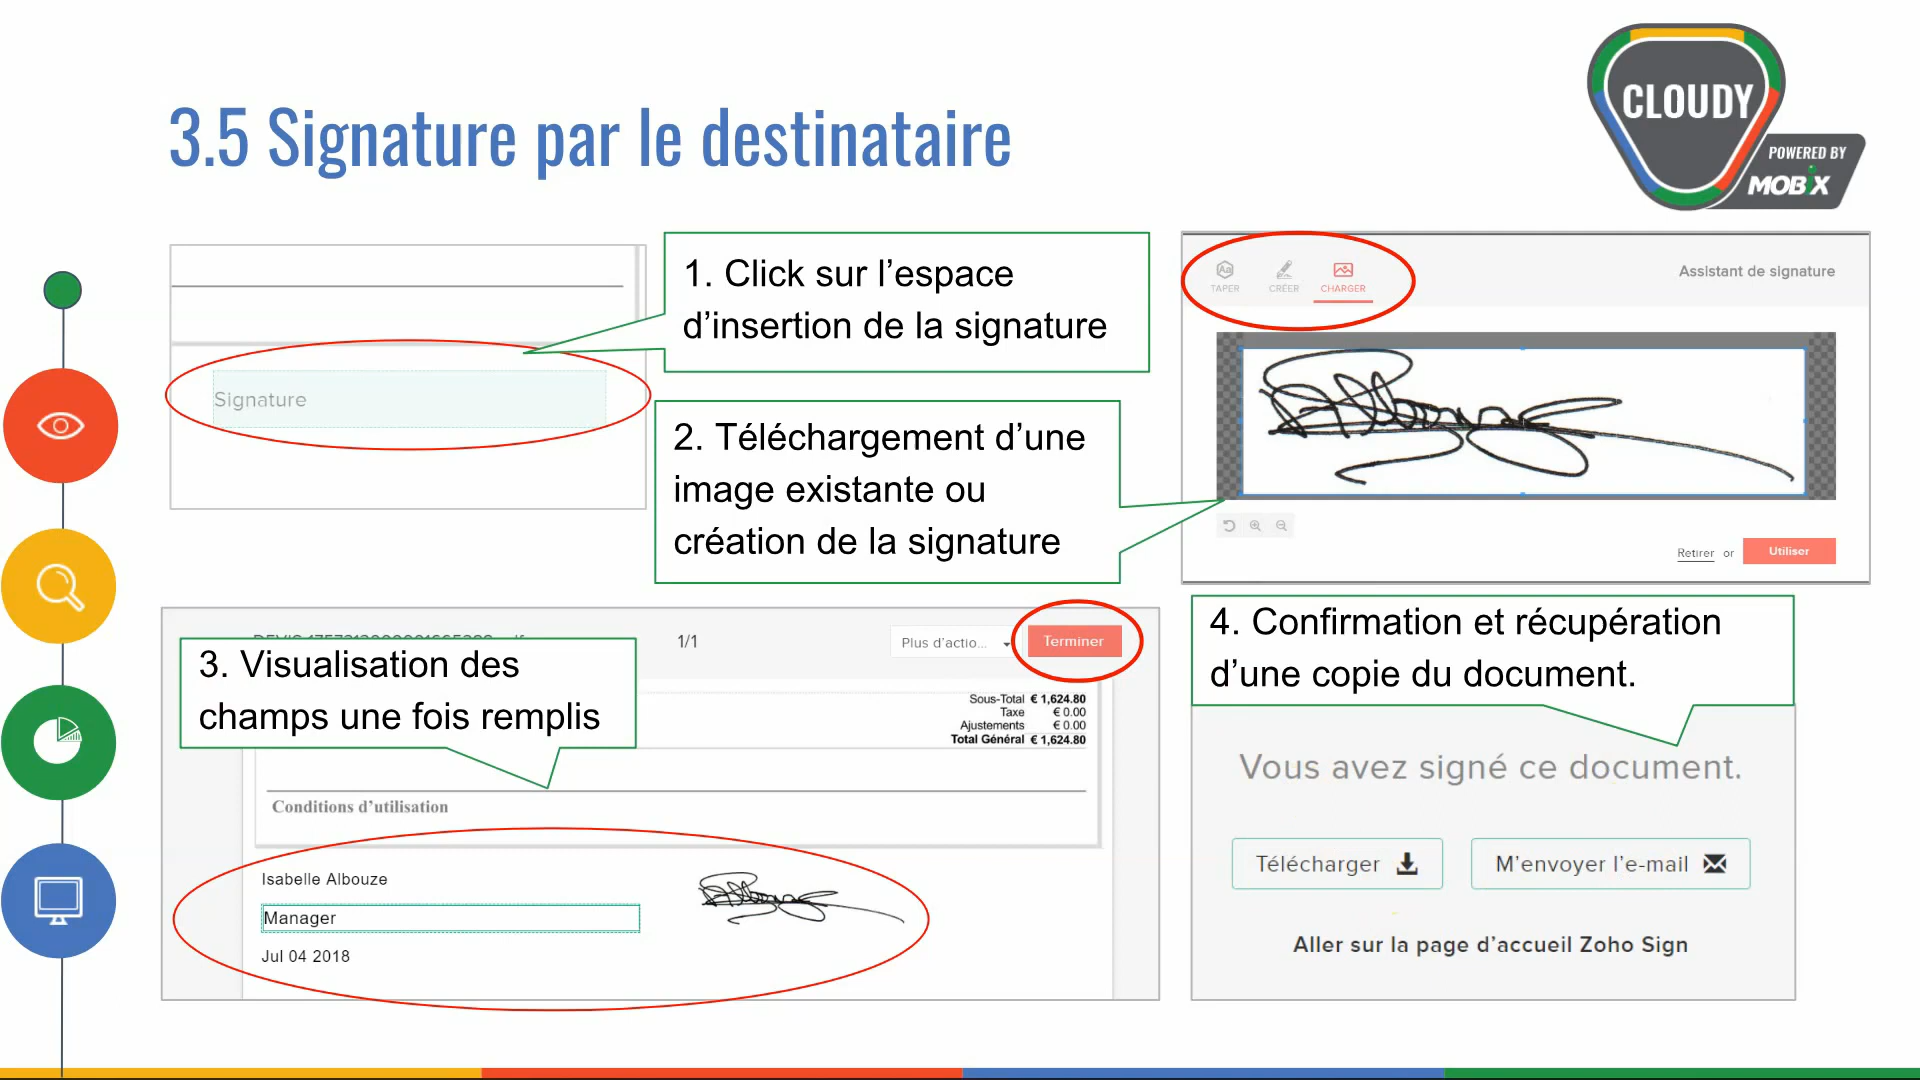 3.5 Signature par le destinataire
CLOUDY
POWERED BY
MOBIX
1. Click sur l’espace
d’insertion de la signature
Signature
2. Téléchargement d’une
image existante ou
création de la signature
TAPER
CRÉER
CHARGER
Assistant de signature
Retirer or Utiliser
1/1
Plus d’actio...
Terminer
3. Visualisation des
champs une fois remplis
Sous-Total € 1,624.80
Taxe € 0.00
Ajustements € 0.00
Total Général € 1,624.80
Conditions d’utilisation
Isabelle Albouze
Manager
Jul 04 2018
4. Confirmation et récupération
d’une copie du document.
Vous avez signé ce document.
Télécharger
M’envoyer l’e-mail
Aller sur la page d’accueil Zoho Sign